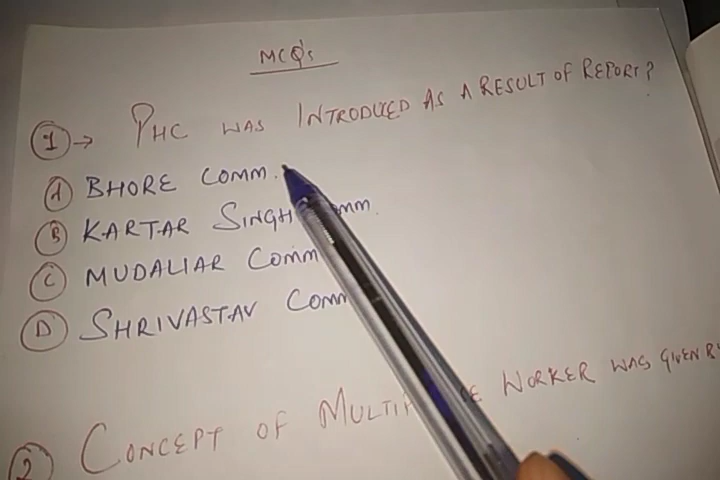 MCQ's
1 → PHC WAS INTRODUCED AS A RESULT OF REPORT?
A BHORE COMM.
B KARTAR SINGH COMM.
C MUDALIAR COMM
D SHRIVASTAV COMM
2 CONCEPT OF WORKER WAS GIVEN BY